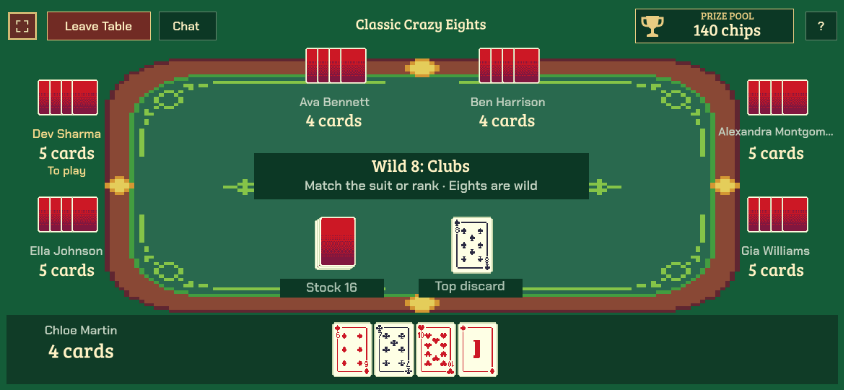 Leave Table
Chat
Classic Crazy Eights
PRIZE POOL
140 chips
?
Ava Bennett
4 cards
Ben Harrison
4 cards
Dev Sharma
5 cards
To play
Alexandra Montgom...
5 cards
Wild 8: Clubs
Match the suit or rank · Eights are wild
Ella Johnson
5 cards
Gia Williams
5 cards
Stock 16
Top discard
Chloe Martin
4 cards